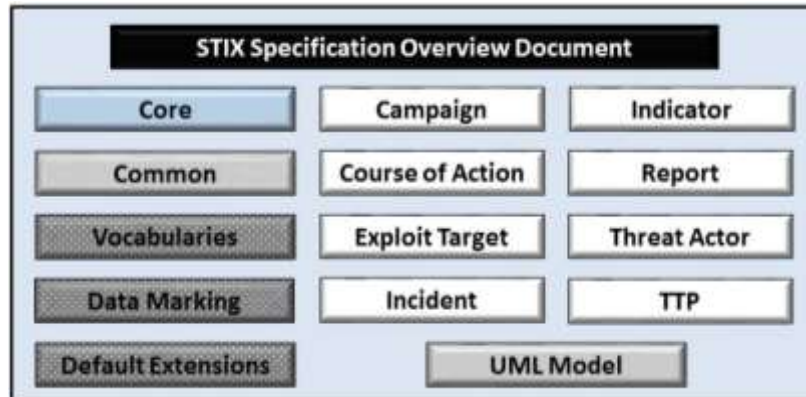 STIX Specification Overview Document
Core
Campaign
Indicator
Common
Course of Action
Report
Vocabularies
Exploit Target
Threat Actor
Data Marking
Incident
TTP
Default Extensions
UML Model